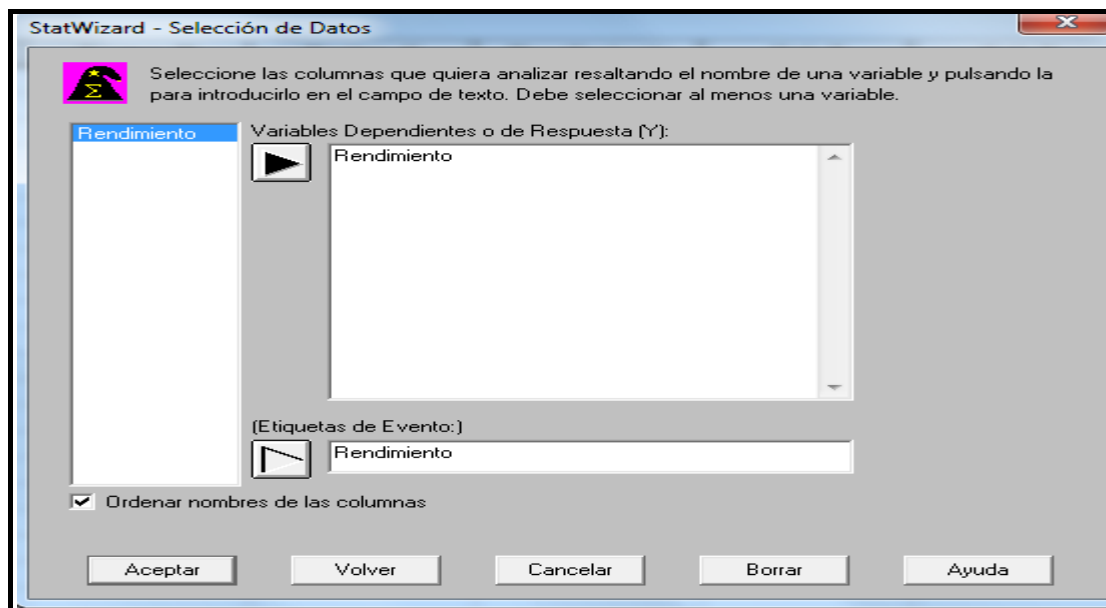 StatWizard - Selección de Datos
Seleccione las columnas que quiera analizar resaltando el nombre de una variable y pulsando la
para introducirlo en el campo de texto. Debe seleccionar al menos una variable.
Rendimiento
Variables Dependientes o de Respuesta (Y):
Rendimiento
(Etiquetas de Evento:)
Rendimiento
Ordenar nombres de las columnas
Aceptar
Volver
Cancelar
Borrar
Ayuda